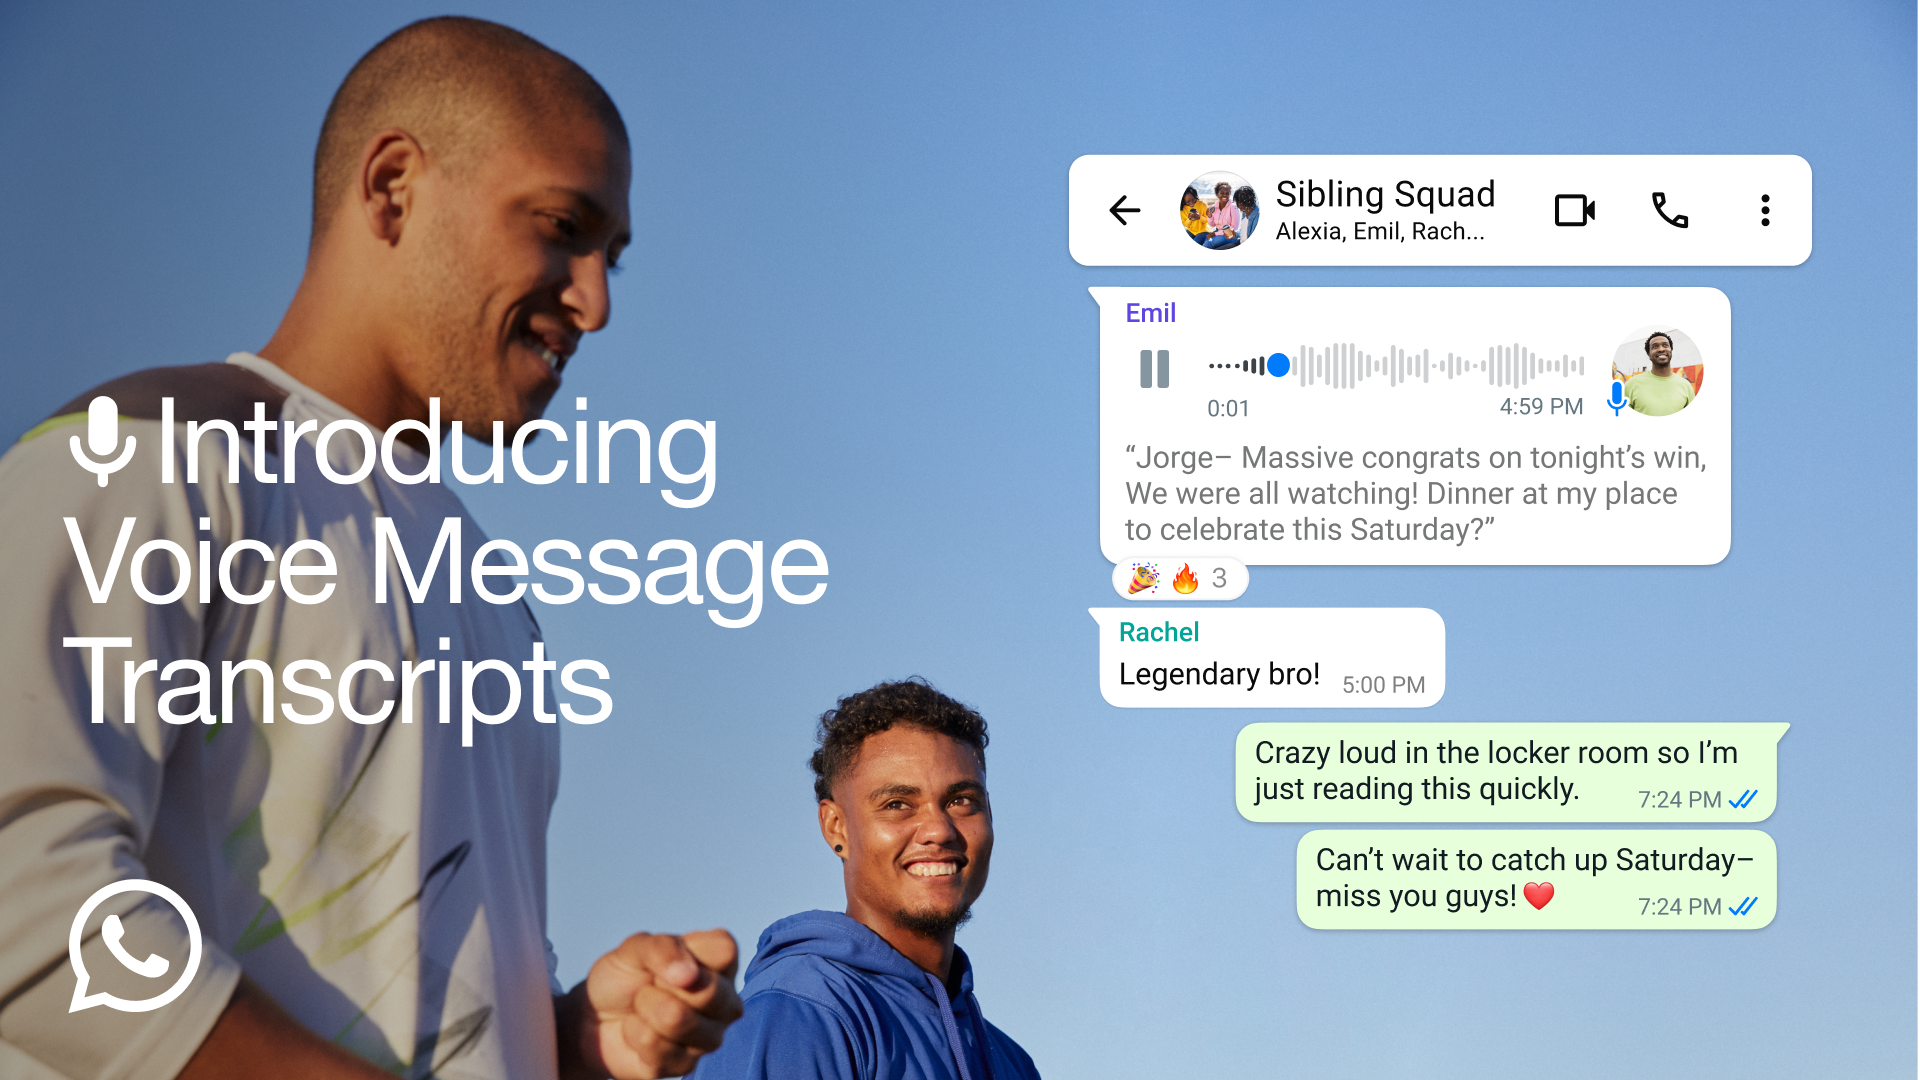 Introducing
Voice Message
Transcripts
Sibling Squad
Alexia, Emil, Rach...
Emil
0:01
4:59 PM
“Jorge– Massive congrats on tonight’s win,
We were all watching! Dinner at my place
to celebrate this Saturday?”
🎉 🔥 3
Rachel
Legendary bro!
5:00 PM
Crazy loud in the locker room so I’m
just reading this quickly.
7:24 PM
Can’t wait to catch up Saturday–
miss you guys! ❤️
7:24 PM